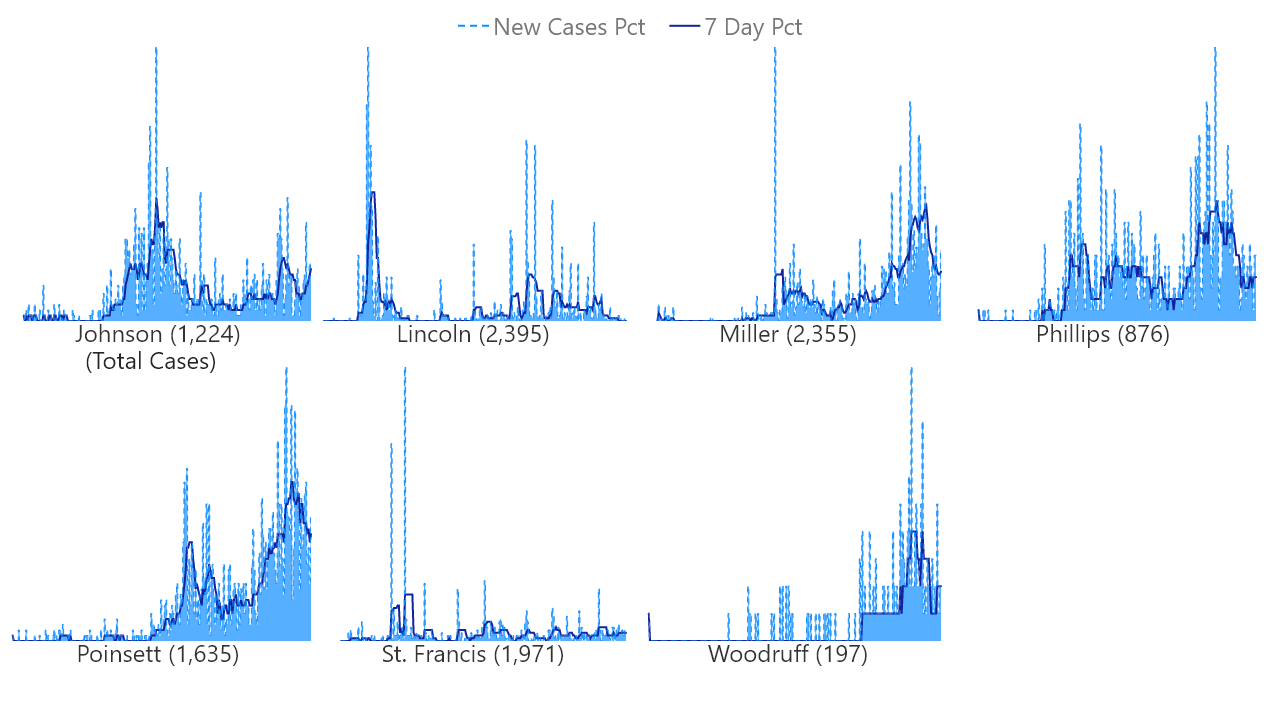 New Cases Pct 7 Day Pct
Johnson (1,224) Lincoln (2,395) Miller (2,355) Phillips (876)
(Total Cases)
Poinsett (1,635) St. Francis (1,971) Woodruff (197)